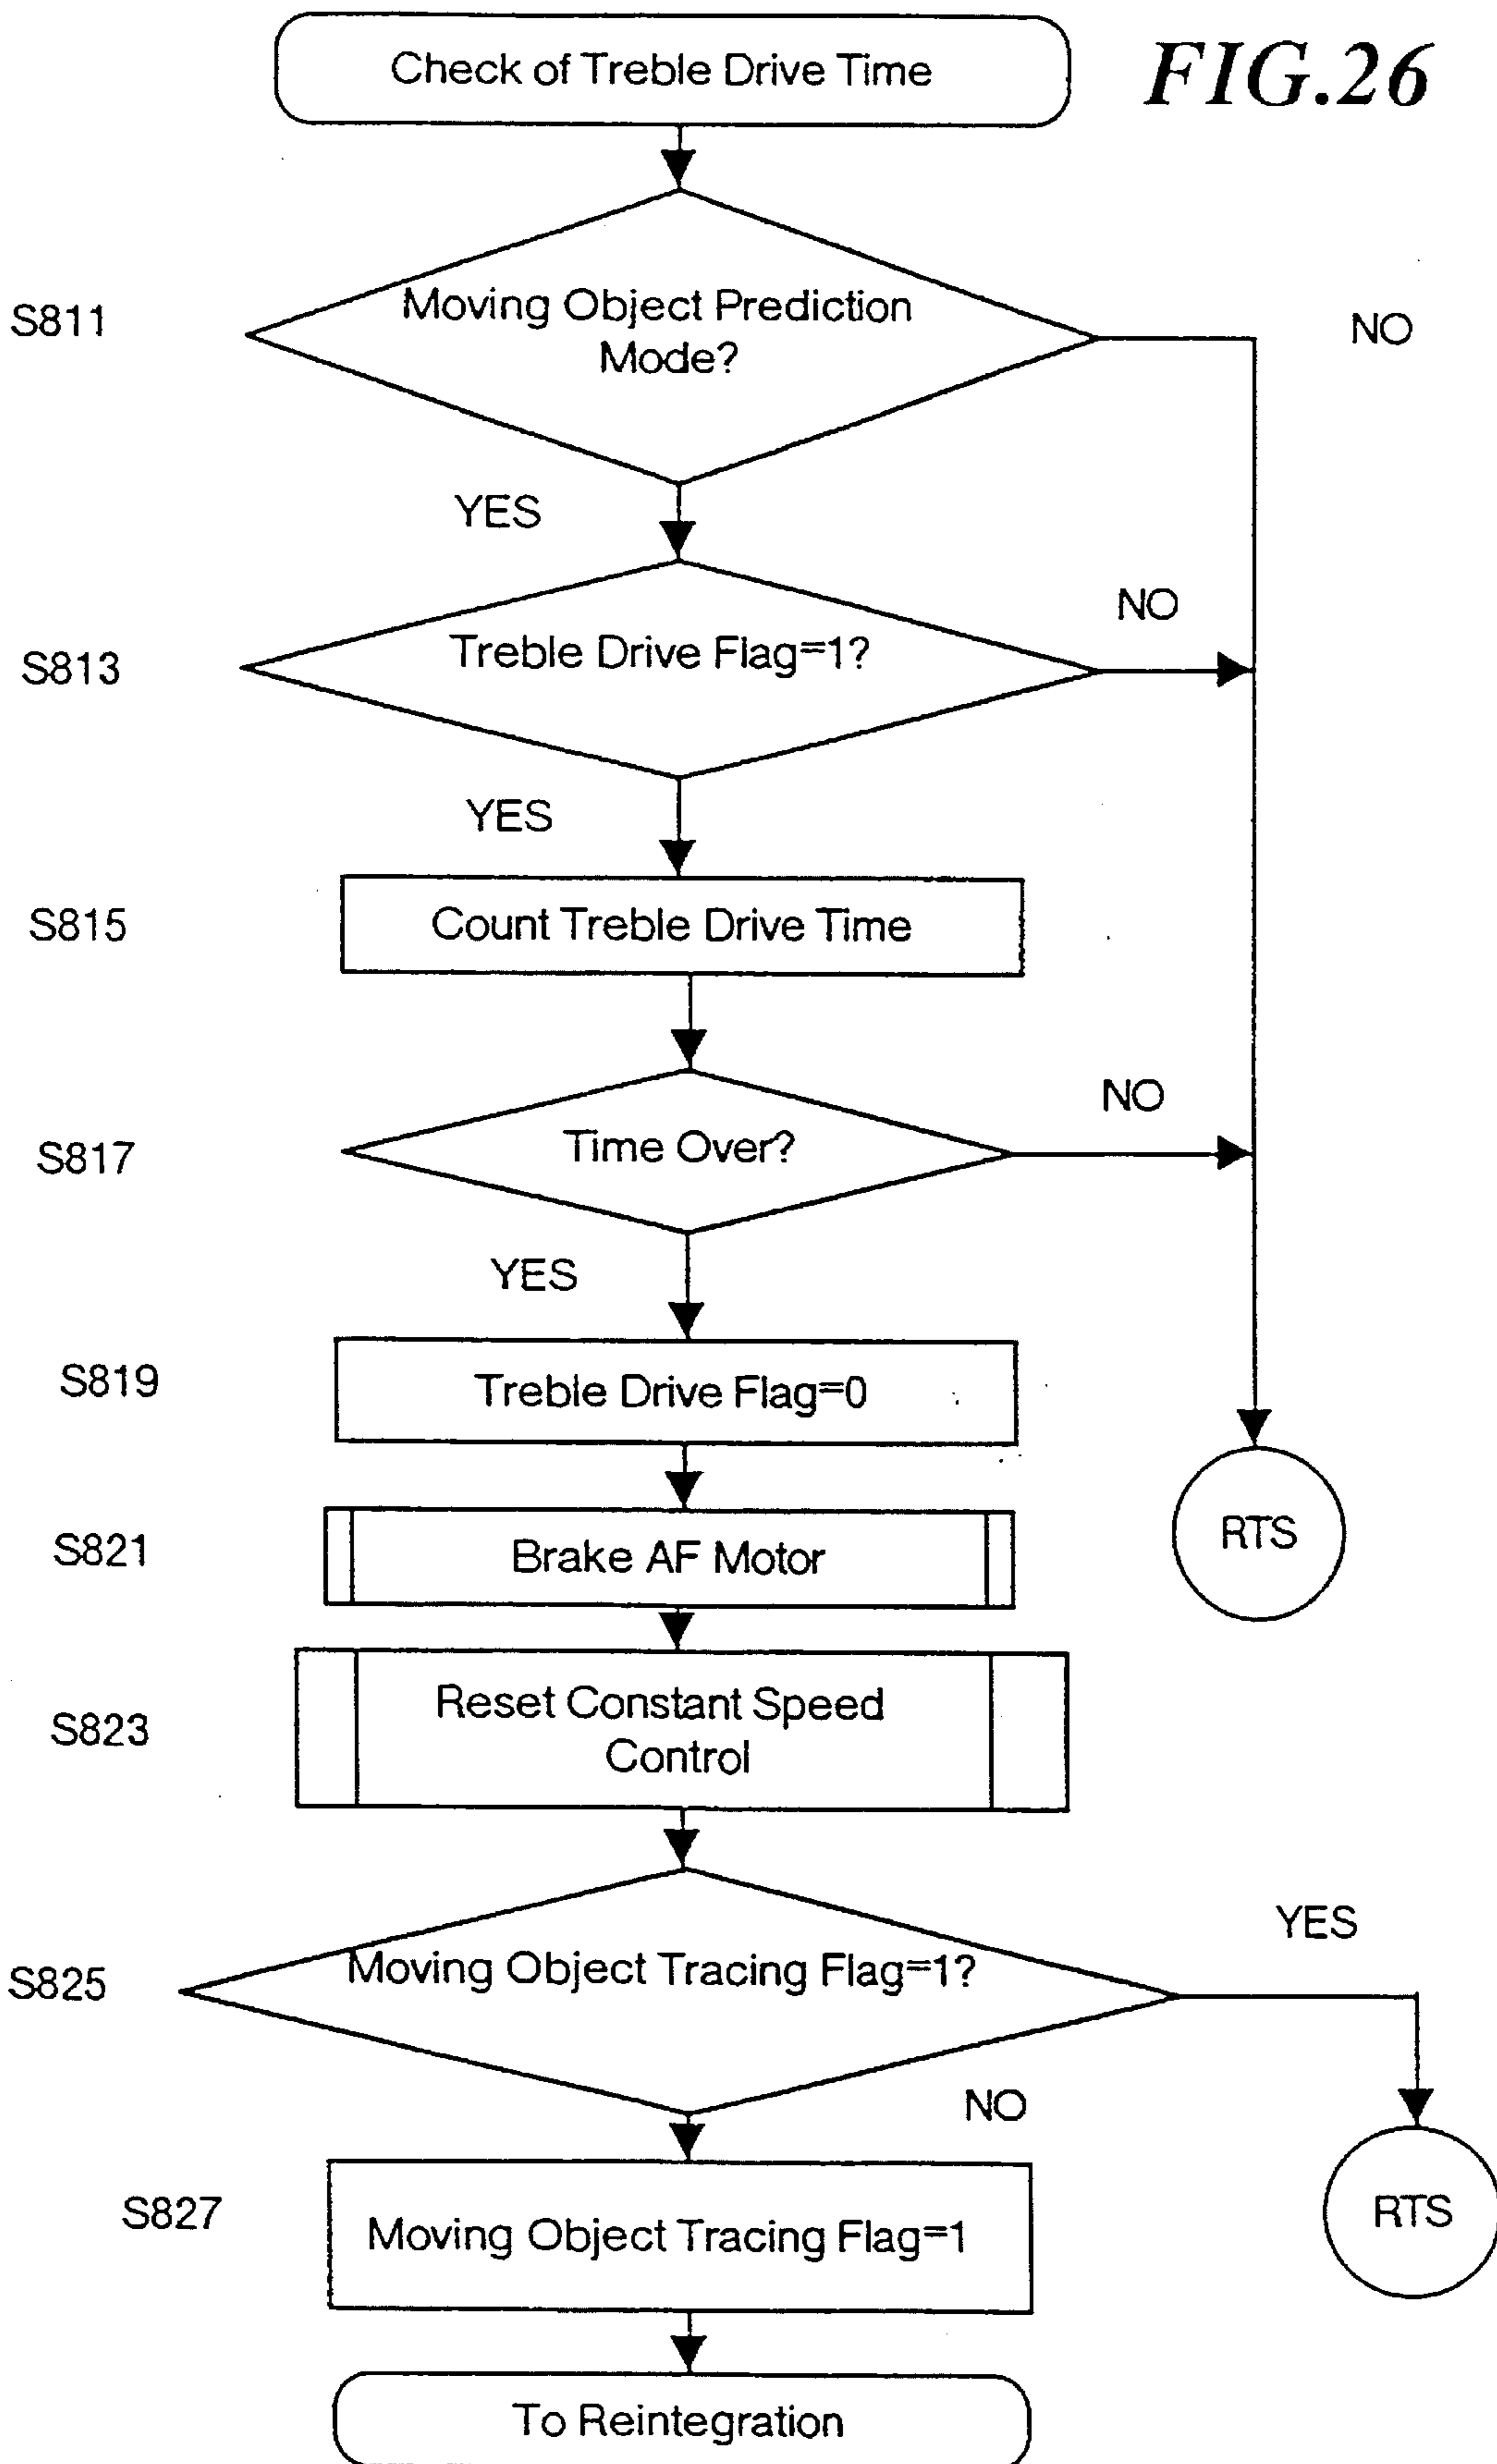 Check of Treble Drive Time
FIG.26
S811
Moving Object Prediction
Mode?
NO
YES
S813
Treble Drive Flag=1?
NO
YES
S815
Count Treble Drive Time
S817
Time Over?
NO
YES
S819
Treble Drive Flag=0
S821
Brake AF Motor
RTS
S823
Reset Constant Speed
Control
S825
Moving Object Tracing Flag=1?
YES
NO
S827
Moving Object Tracing Flag=1
RTS
To Reintegration